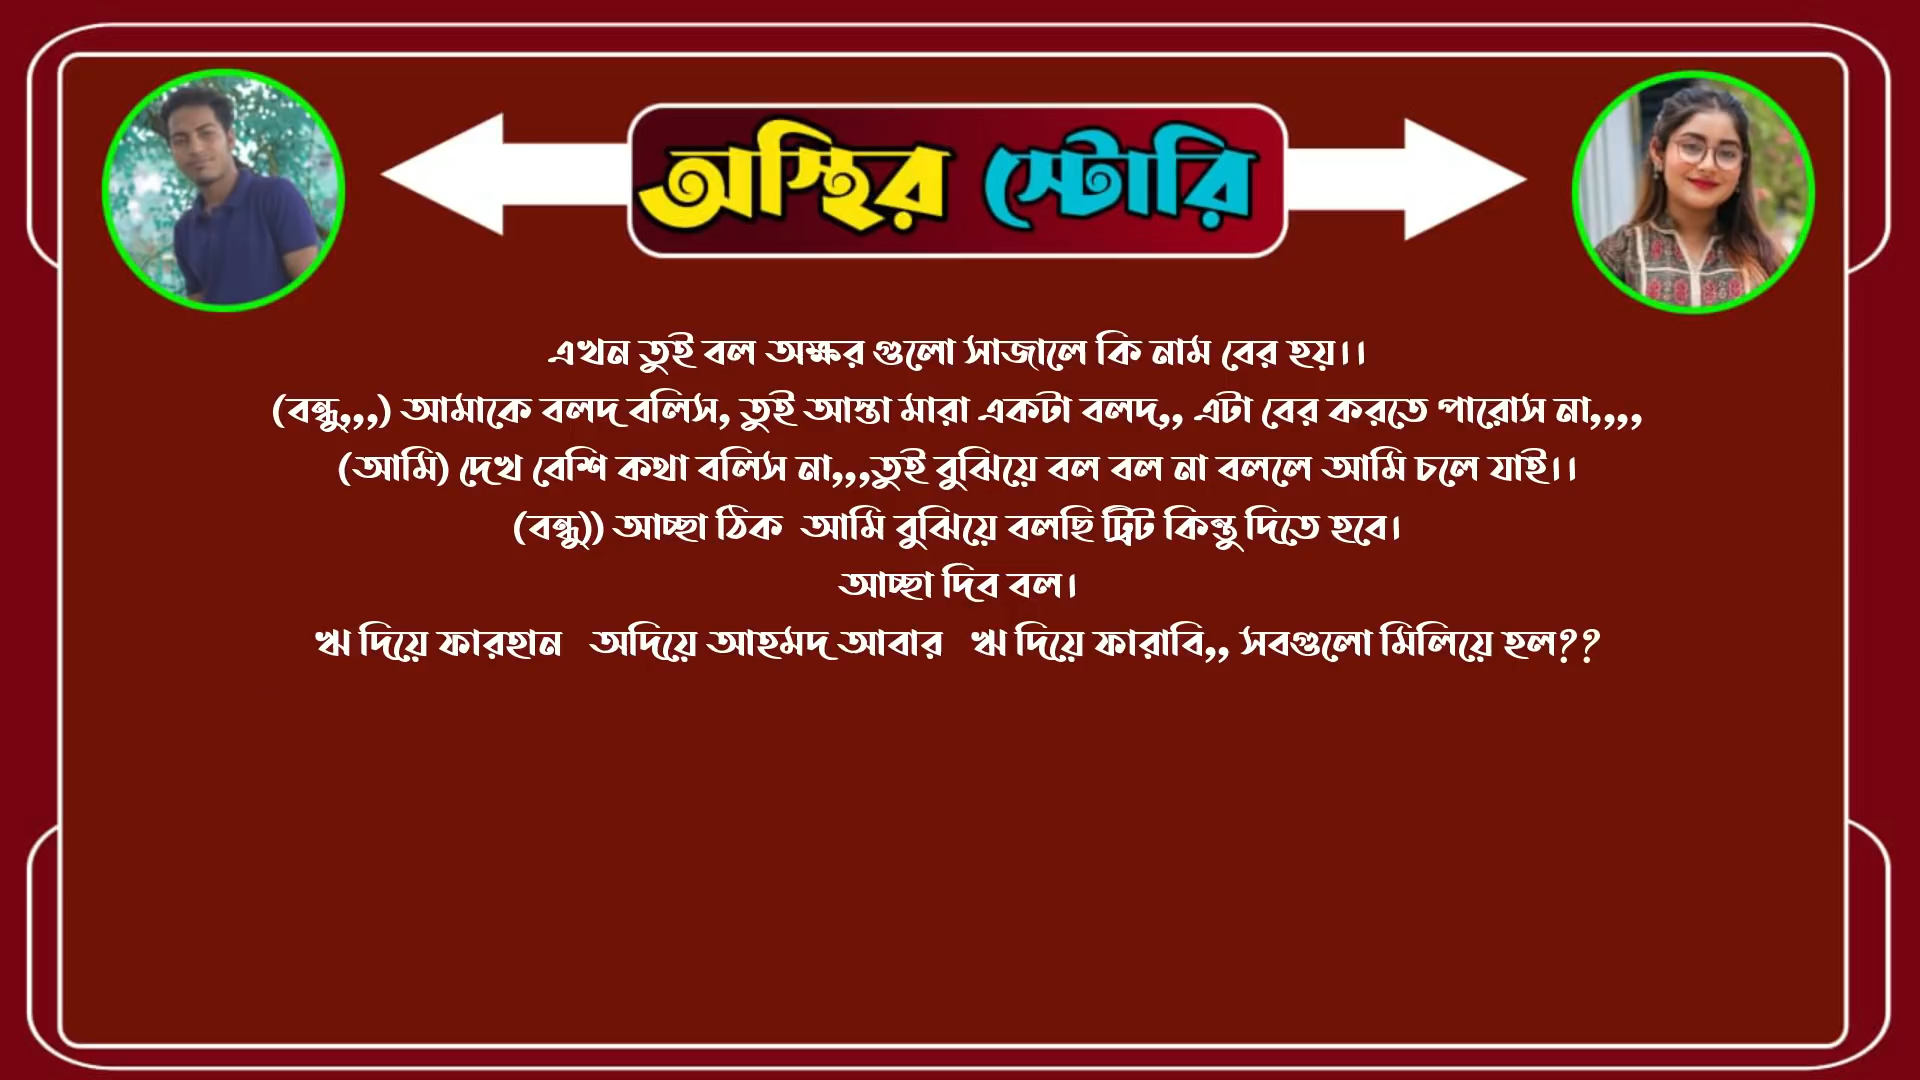 অস্থির স্টোরি
এখন তুই বল অক্ষর গুলো সাজালে কি নাম বের হয়।।
(বন্ধু,,,) আমাকে বলদ বলিস, তুই আস্তা মারা একটা বলদ,, এটা বের করতে পারোস না,,,,
(আমি) দেখ বেশি কথা বলিস না,,,তুই বুঝিয়ে বল বল না বললে আমি চলে যাই।।
(বন্ধু)) আচ্ছা ঠিক আমি বুঝিয়ে বলছি ট্রিট কিন্তু দিতে হবে।
আচ্ছা দিব বল।
ঋ দিয়ে ফারহান অদিয়ে আহমদ আবার ঋ দিয়ে ফারাবি,, সবগুলো মিলিয়ে হল??